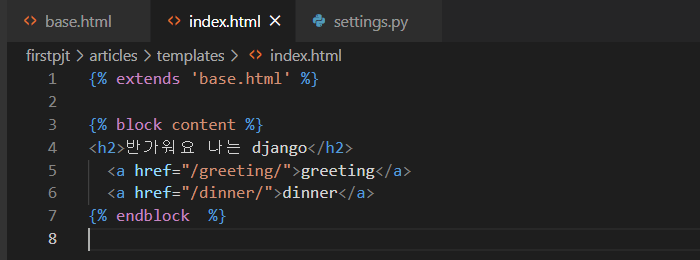 base.html index.html × settings.py
firstpjt > articles > templates > index.html
1 {% extends 'base.html' %}
2
3 {% block content %}
4 <h2>반가워요 나는 django</h2>
5 <a href="/greeting/">greeting</a>
6 <a href="/dinner/">dinner</a>
7 {% endblock  %}
8